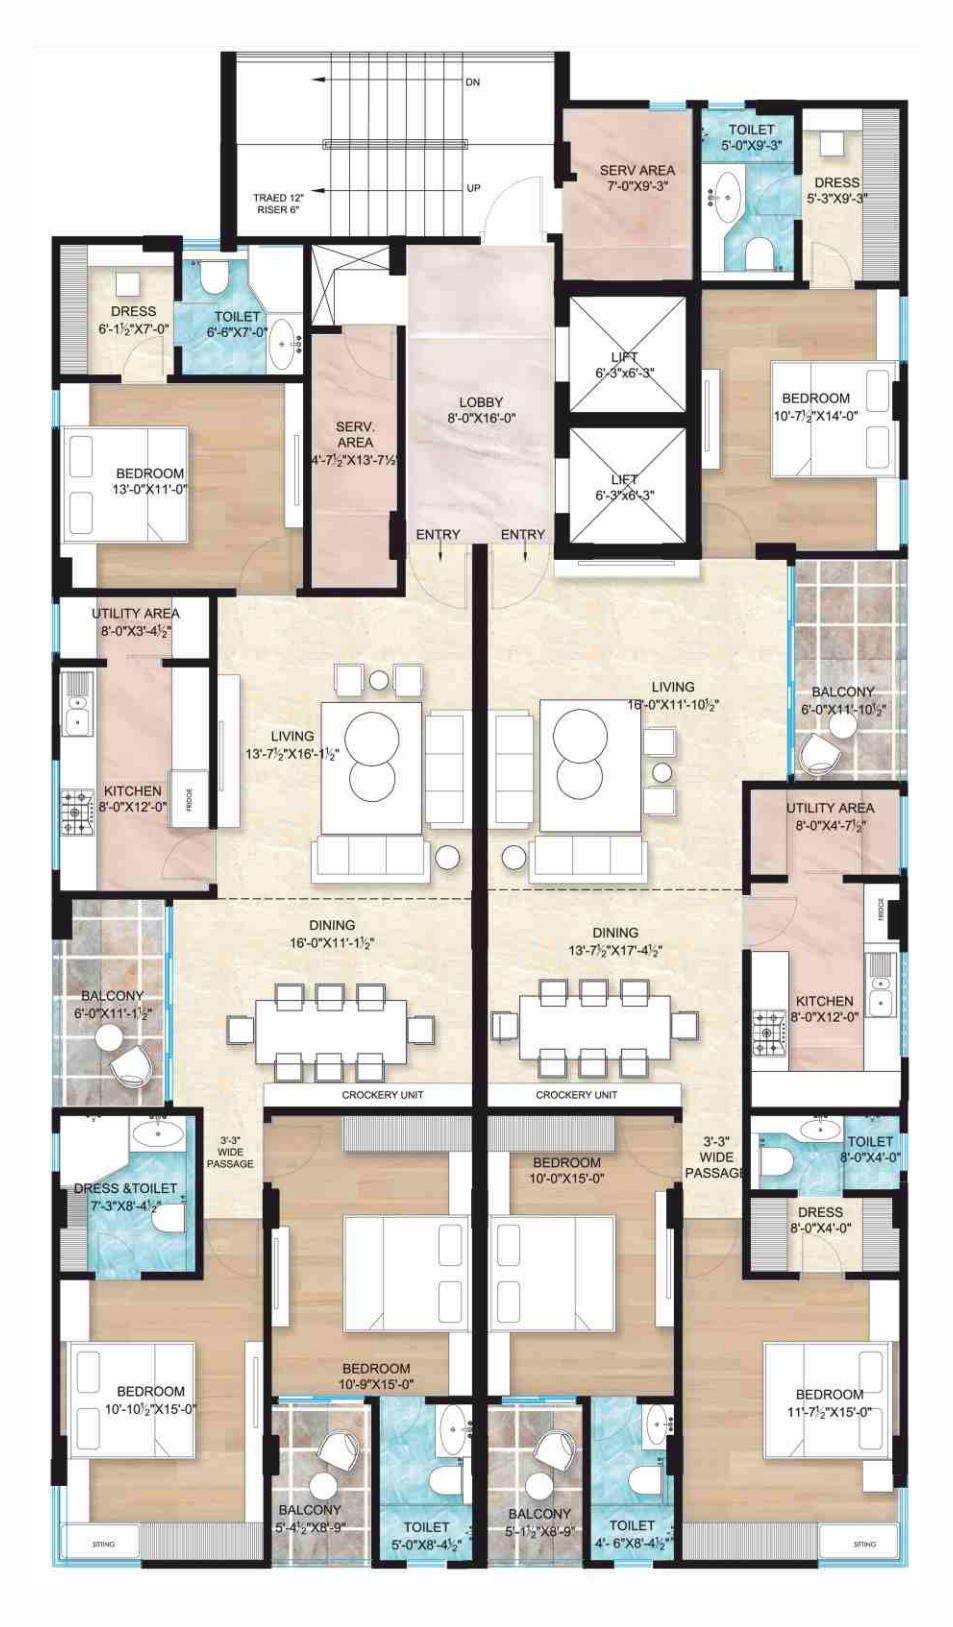 DN
UP
TRAED 12"
RISER 6"
SERV AREA
7'-0"X9'-3"
TOILET
5'-0"X9'-3"
DRESS
5'-3"X9'-3"
DRESS
6'-1½"X7'-0"
TOILET
6'-6"X7'-0"
LIFT
6'-3"x6'-3"
LOBBY
8'-0"X16'-0"
BEDROOM
10'-7½"X14'-0"
SERV.
AREA
4'-7½"X13'-7½
BEDROOM
13'-0"X11'-0"
LIFT
6'-3"x6'-3"
ENTRY
ENTRY
UTILITY AREA
8'-0"X3'-4½"
LIVING
16'-0"X11'-10½"
BALCONY
6'-0"X11'-10½"
LIVING
13'-7½"X16'-1½"
KITCHEN
8'-0"X12'-0"
FRIDGE
UTILITY AREA
8'-0"X4'-7½"
FRIDGE
DINING
16'-0"X11'-1½"
DINING
13'-7½"X17'-4½"
BALCONY
6'-0"X11'-1½"
KITCHEN
8'-0"X12'-0"
CROCKERY UNIT
CROCKERY UNIT
3'-3"
WIDE
PASSAGE
3'-3"
WIDE
PASSAGE
TOILET
8'-0"X4'-0"
BEDROOM
10'-0"X15'-0"
DRESS &TOILET
7'-3"X8'-4½"
DRESS
8'-0"X4'-0"
BEDROOM
10'-9"X15'-0"
BEDROOM
10'-10½"X15'-0"
BEDROOM
11'-7½"X15'-0"
BALCONY
5'-4½"X8'-9"
TOILET
5'-0"X8'-4½"
BALCONY
5'-1½"X8'-9"
TOILET
4'- 6"X8'-4½"
SITTING
SITTING